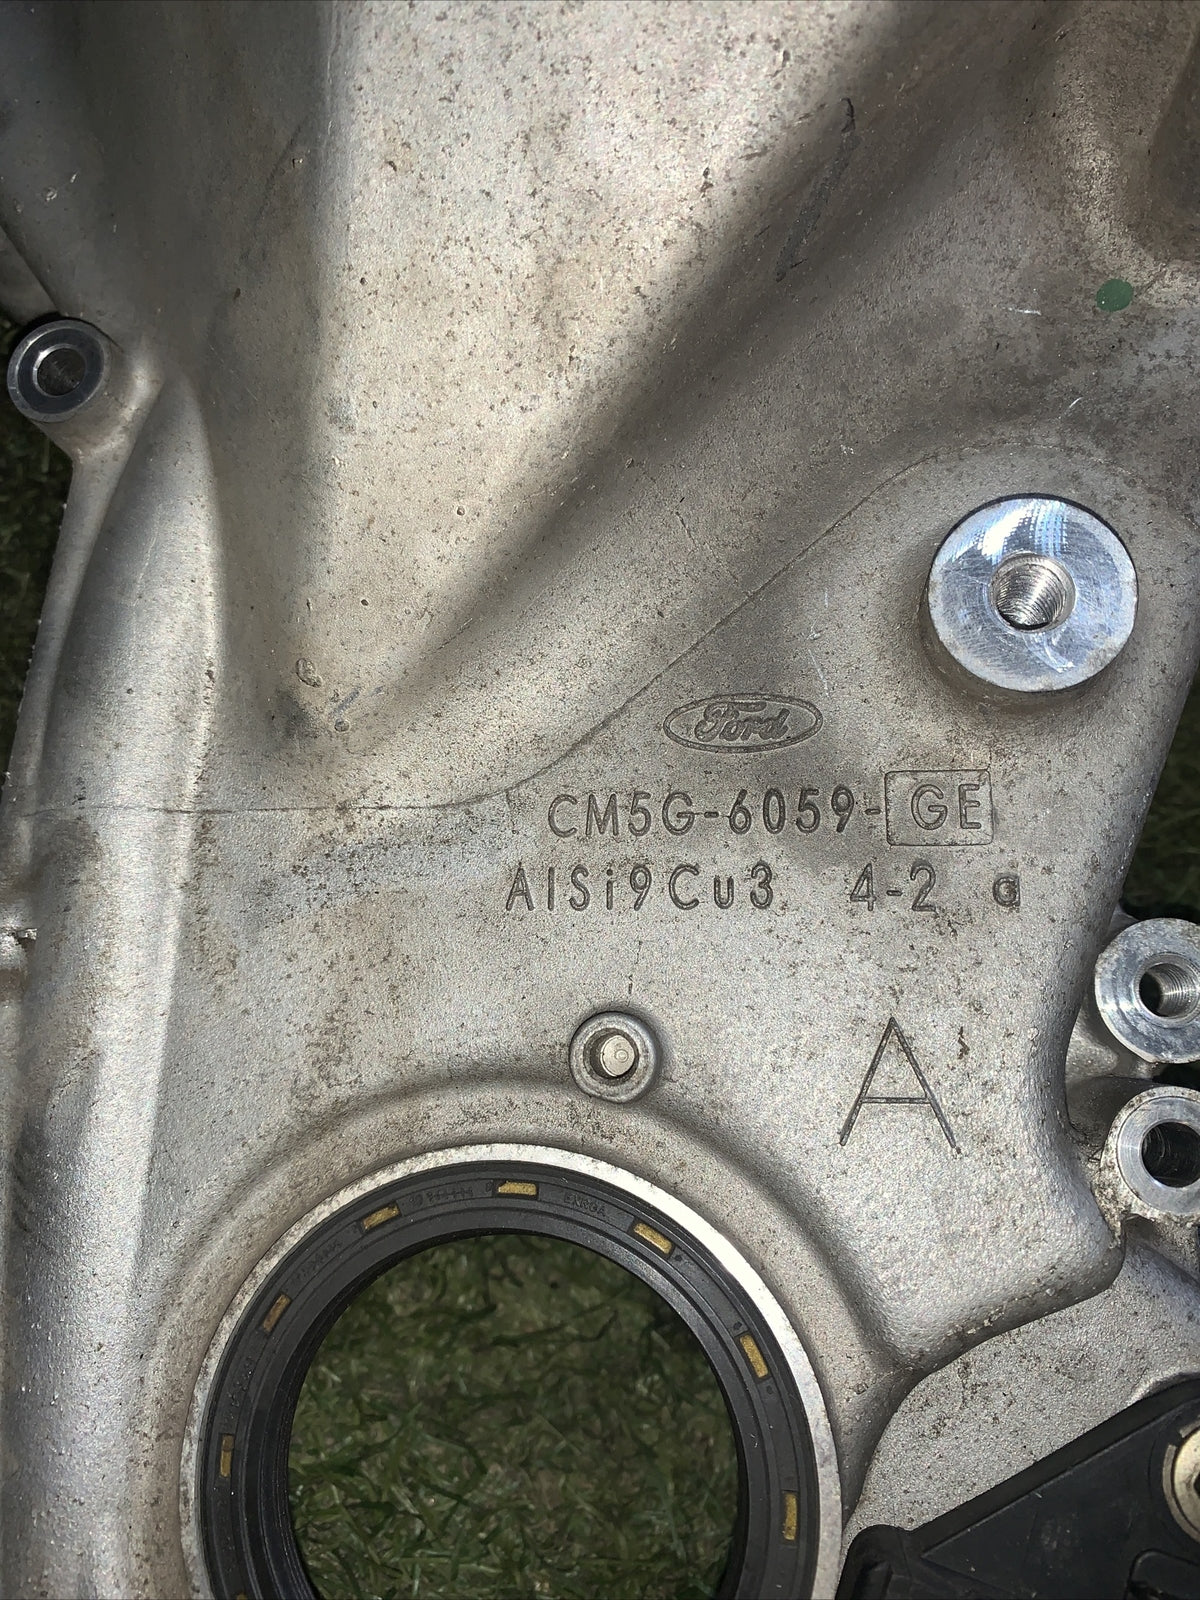 Ford
CM5G-6059-GE
AlSi9Cu3 4-2 a
A